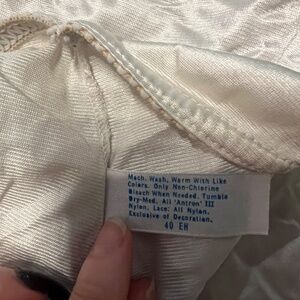 Mach. Wash, Warm With Like
Colors. Only Non-Chlorine
Bleach When Needed. Tumble
Dry-Med. All 'Antron' III
Nylon. Lace: All Nylon.
Exclusive of Decoration.
40 EH